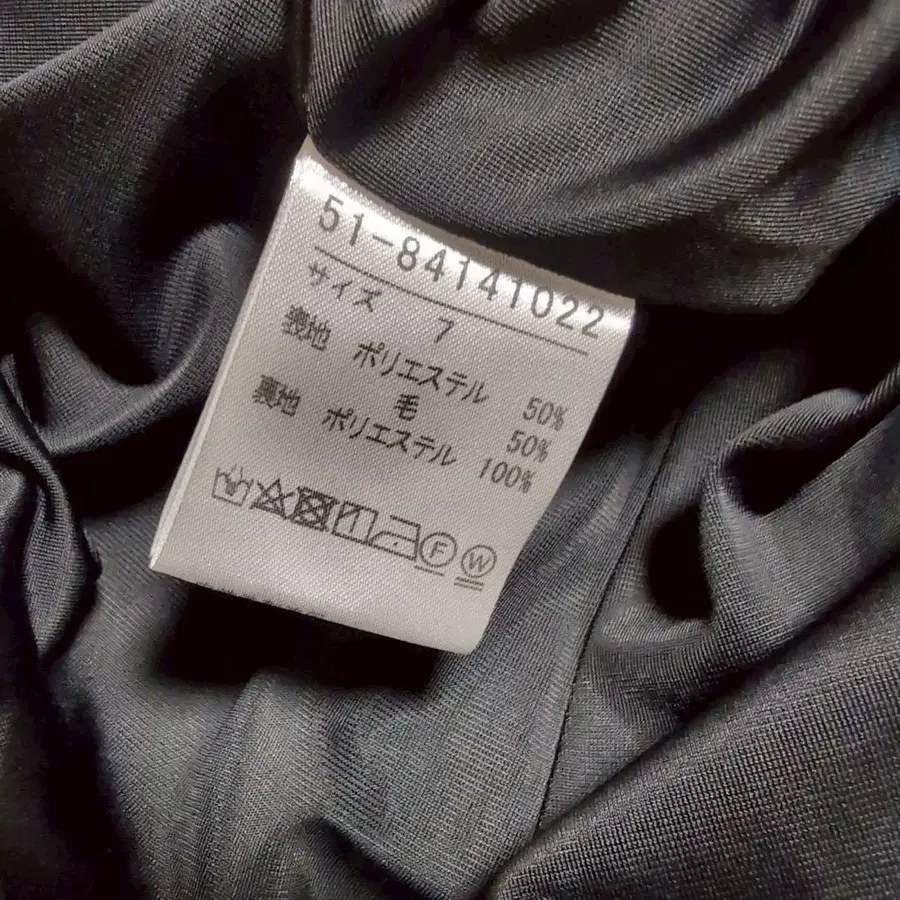 51-84141022
サイズ 7
表地 ポリエステル 50%
毛 50%
裏地 ポリエステル 100%
F W